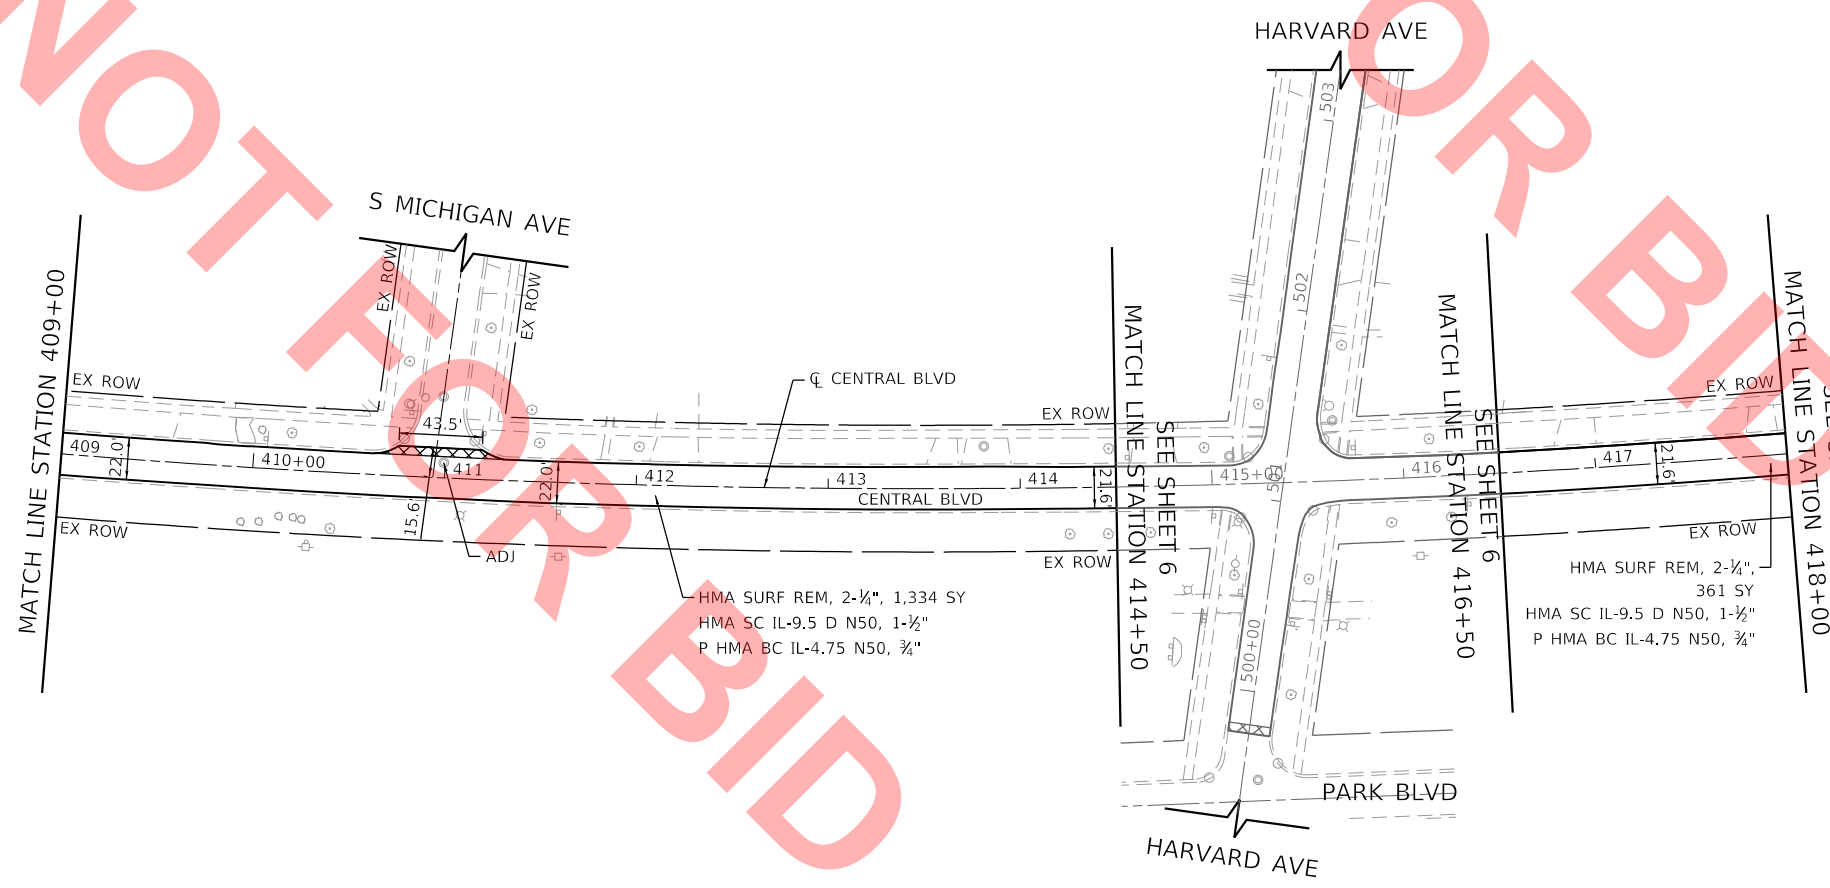 NOT FOR BID
OR BID
HARVARD AVE
503
S MICHIGAN AVE
EX ROW
EX ROW
502
MATCH LINE STATION 409+00
EX ROW
℄ CENTRAL BLVD
EX ROW
EX ROW
MATCH LINE STATION 414+50
SEE SHEET 6
MATCH LINE STATION 416+50
SEE SHEET 6
MATCH LINE STATION 418+00
43.5'
409
22.0'
410+00
411
22.0'
412
413
414
21.6'
415+00
501
416
417
21.6'
CENTRAL BLVD
15.6'
EX ROW
ADJ
EX ROW
EX ROW
HMA SURF REM, 2-¼", 1,334 SY
HMA SC IL-9.5 D N50, 1-½"
P HMA BC IL-4.75 N50, ¾"
HMA SURF REM, 2-¼",
361 SY
HMA SC IL-9.5 D N50, 1-½"
P HMA BC IL-4.75 N50, ¾"
500+00
PARK BLVD
HARVARD AVE